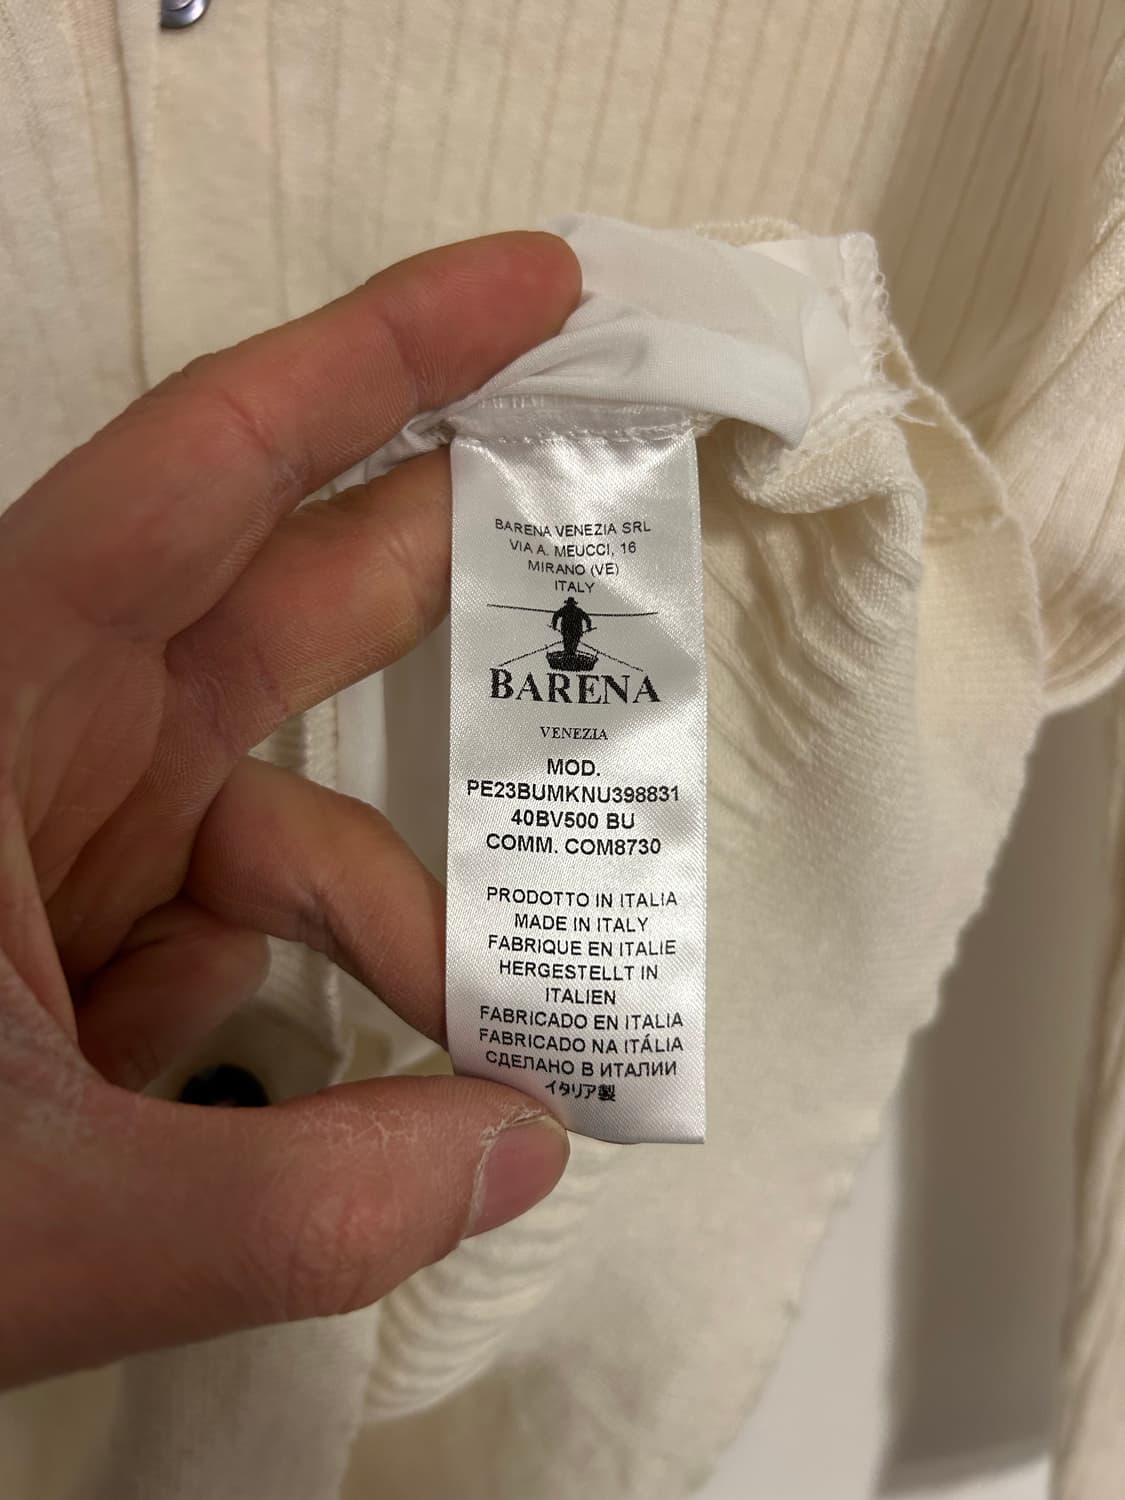 BARENA VENEZIA SRL
VIA A. MEUCCI, 16
MIRANO (VE)
ITALY
BARENA
VENEZIA
MOD.
PE23BUMKNU398831
40BV500 BU
COMM. COM8730
PRODOTTO IN ITALIA
MADE IN ITALY
FABRIQUE EN ITALIE
HERGESTELLT IN
ITALIEN
FABRICADO EN ITALIA
FABRICADO NA ITÁLIA
СДЕЛАНО В ИТАЛИИ
イタリア製